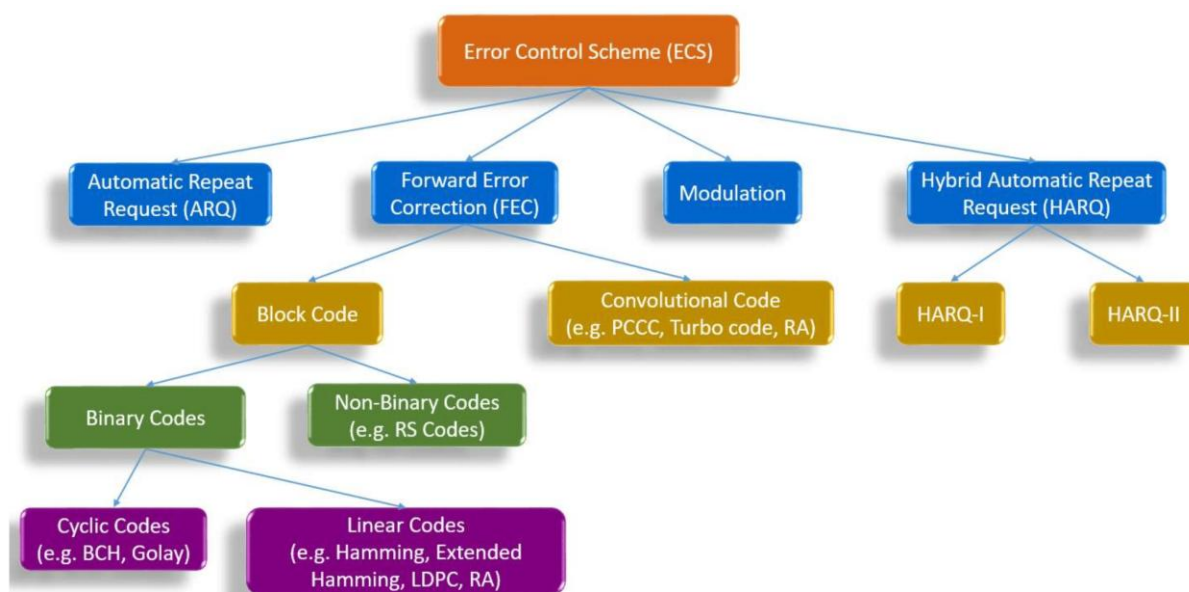 Error Control Scheme (ECS)
Automatic Repeat
Request (ARQ)
Forward Error
Correction (FEC)
Modulation
Hybrid Automatic Repeat
Request (HARQ)
Block Code
Convolutional Code
(e.g. PCCC, Turbo code, RA)
HARQ-I
HARQ-II
Binary Codes
Non-Binary Codes
(e.g. RS Codes)
Cyclic Codes
(e.g. BCH, Golay)
Linear Codes
(e.g. Hamming, Extended
Hamming, LDPC, RA)